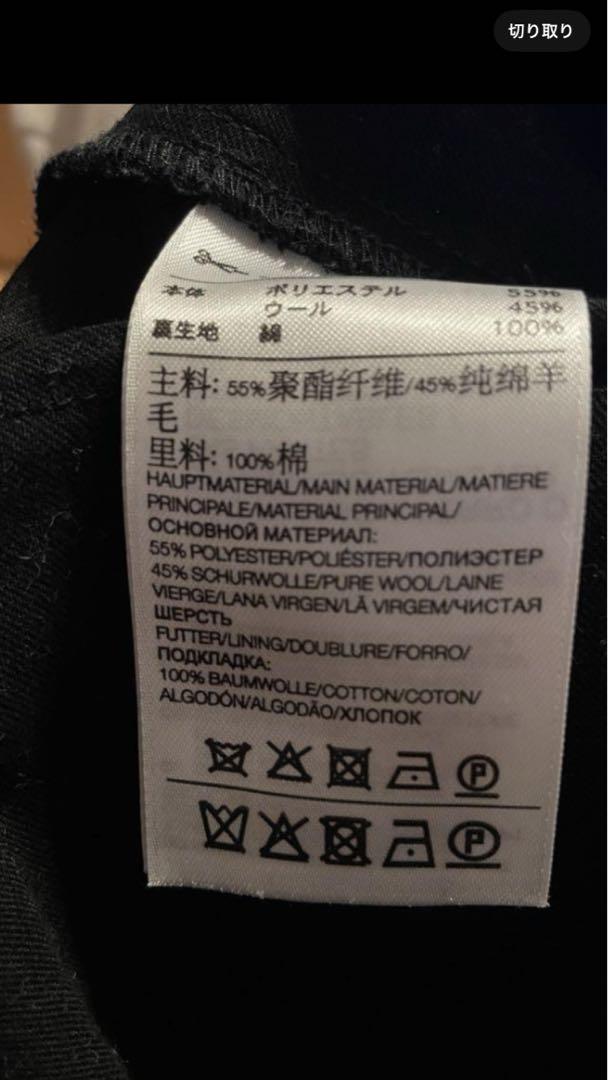 切り取り
本体 ポリエステル 55%
ウール 45%
裏生地 綿 100%
主料: 55%聚酯纤维/45%纯绵羊
毛
里料: 100%棉
HAUPTMATERIAL/MAIN MATERIAL/MATIERE
PRINCIPALE/MATERIAL PRINCIPAL/
ОСНОВНОЙ МАТЕРИАЛ:
55% POLYESTER/POLIÉSTER/ПОЛИЭСТЕР
45% SCHURWOLLE/PURE WOOL/LAINE
VIERGE/LANA VIRGEN/LÃ VIRGEM/ЧИСТАЯ
ШЕРСТЬ
FUTTER/LINING/DOUBLURE/FORRO/
ПОДКЛАДКА:
100% BAUMWOLLE/COTTON/COTON/
ALGODÓN/ALGODÃO/ХЛОПОК
P
P